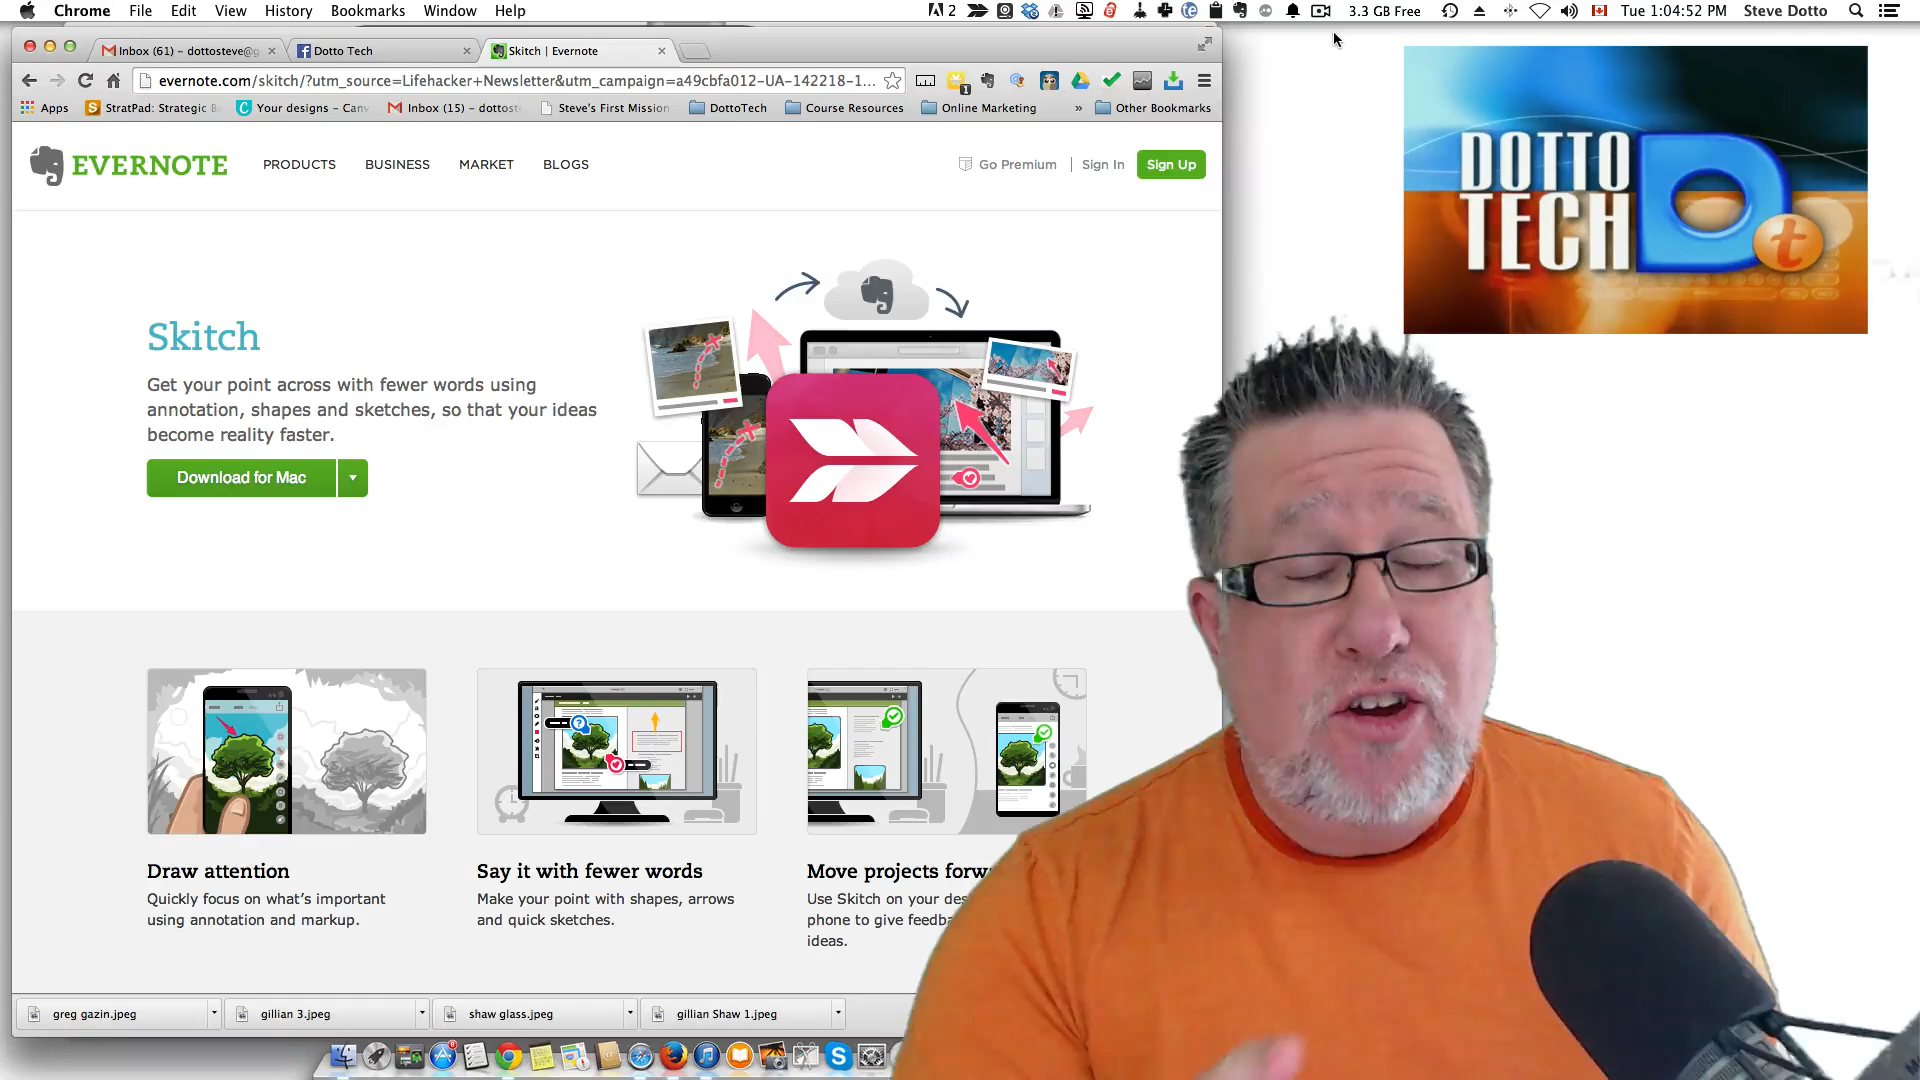 Chrome File Edit View History Bookmarks Window Help 2 3.3 GB Free Tue 1:04:52 PM Steve Dotto
Inbox (61) – dottosteve@g Dotto Tech Skitch | Evernote
evernote.com/skitch/?utm_source=Lifehacker+Newsletter&utm_campaign=a49cbfa012-UA-142218-1... 1
Apps StratPad: Strategic B Your designs – Canv Inbox (15) – dottost Steve's First Mission DottoTech Course Resources Online Marketing » Other Bookmarks
EVERNOTE PRODUCTS BUSINESS MARKET BLOGS Go Premium | Sign In Sign Up
DOTTO
TECH
D
t
Skitch
Get your point across with fewer words using
annotation, shapes and sketches, so that your ideas
become reality faster.
Download for Mac
Draw attention
Quickly focus on what's important
using annotation and markup.
Say it with fewer words
Make your point with shapes, arrows
and quick sketches.
Move projects forw
Use Skitch on your des
phone to give feedba
ideas.
greg gazin.jpeg gillian 3.jpeg shaw glass.jpeg gillian Shaw 1.jpeg